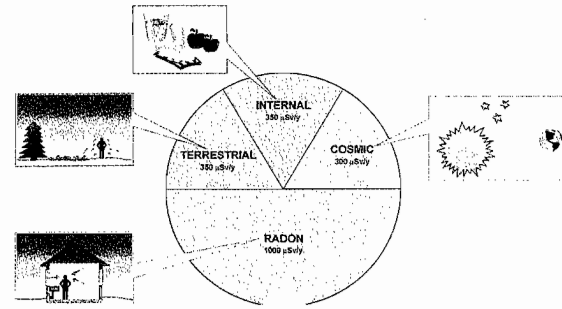 INTERNAL
350 µSv/y
TERRESTRIAL
350 µSv/y
COSMIC
300 µSv/y
RADON
1000 µSv/y